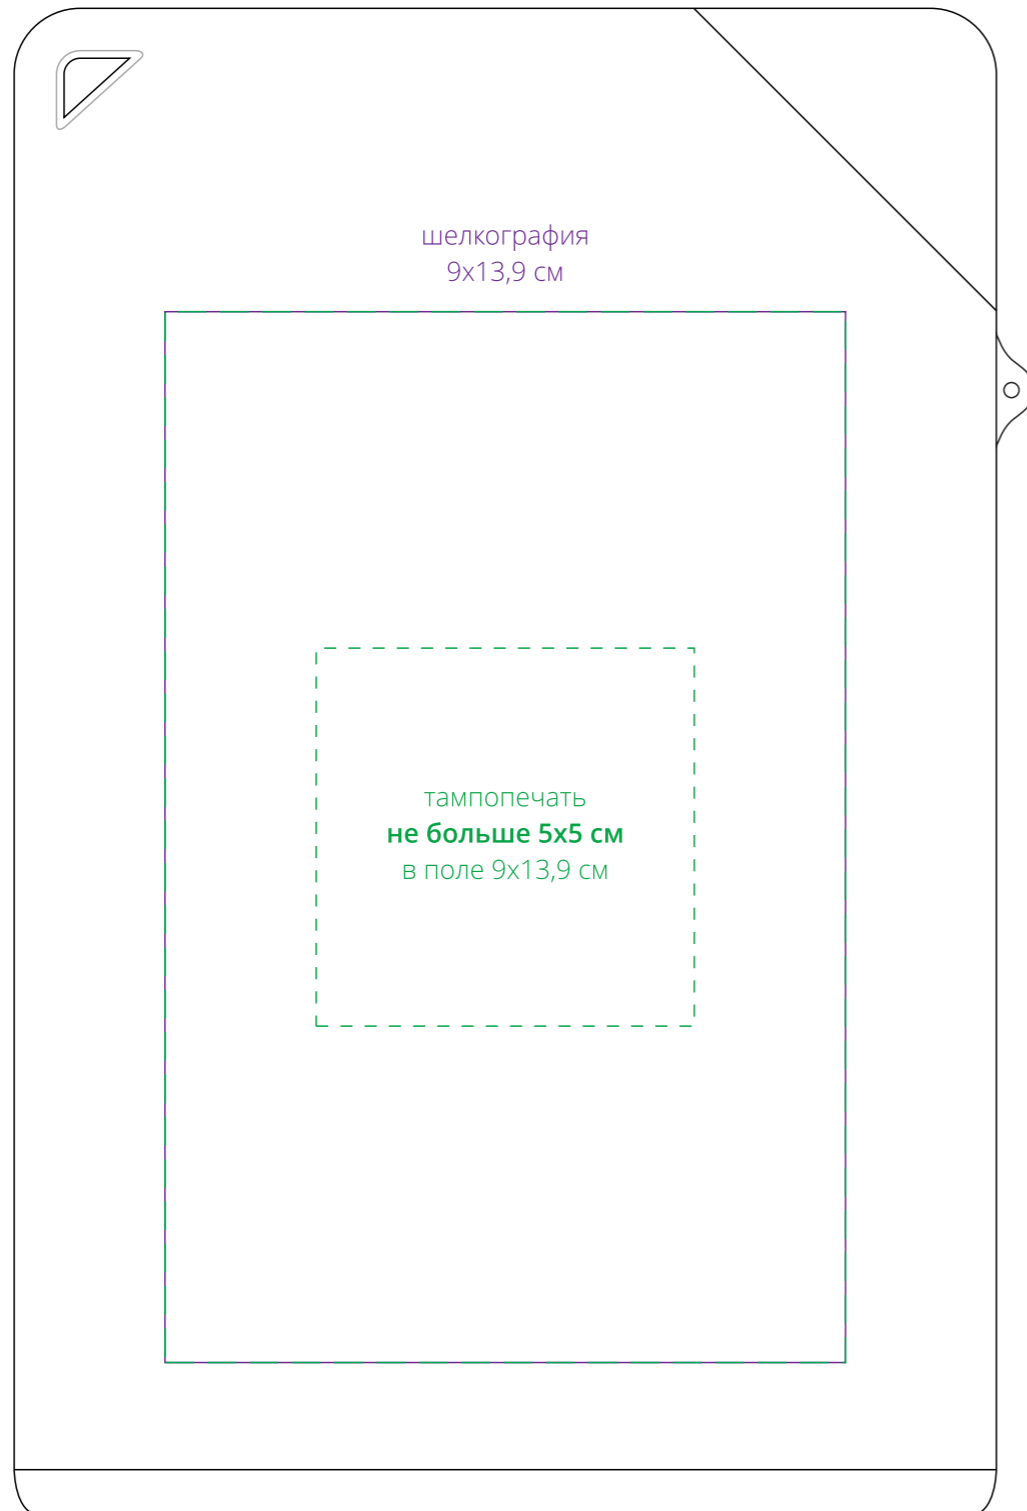 шелкография
9x13,9 см
тампопечать
не больше 5x5 см
в поле 9x13,9 см